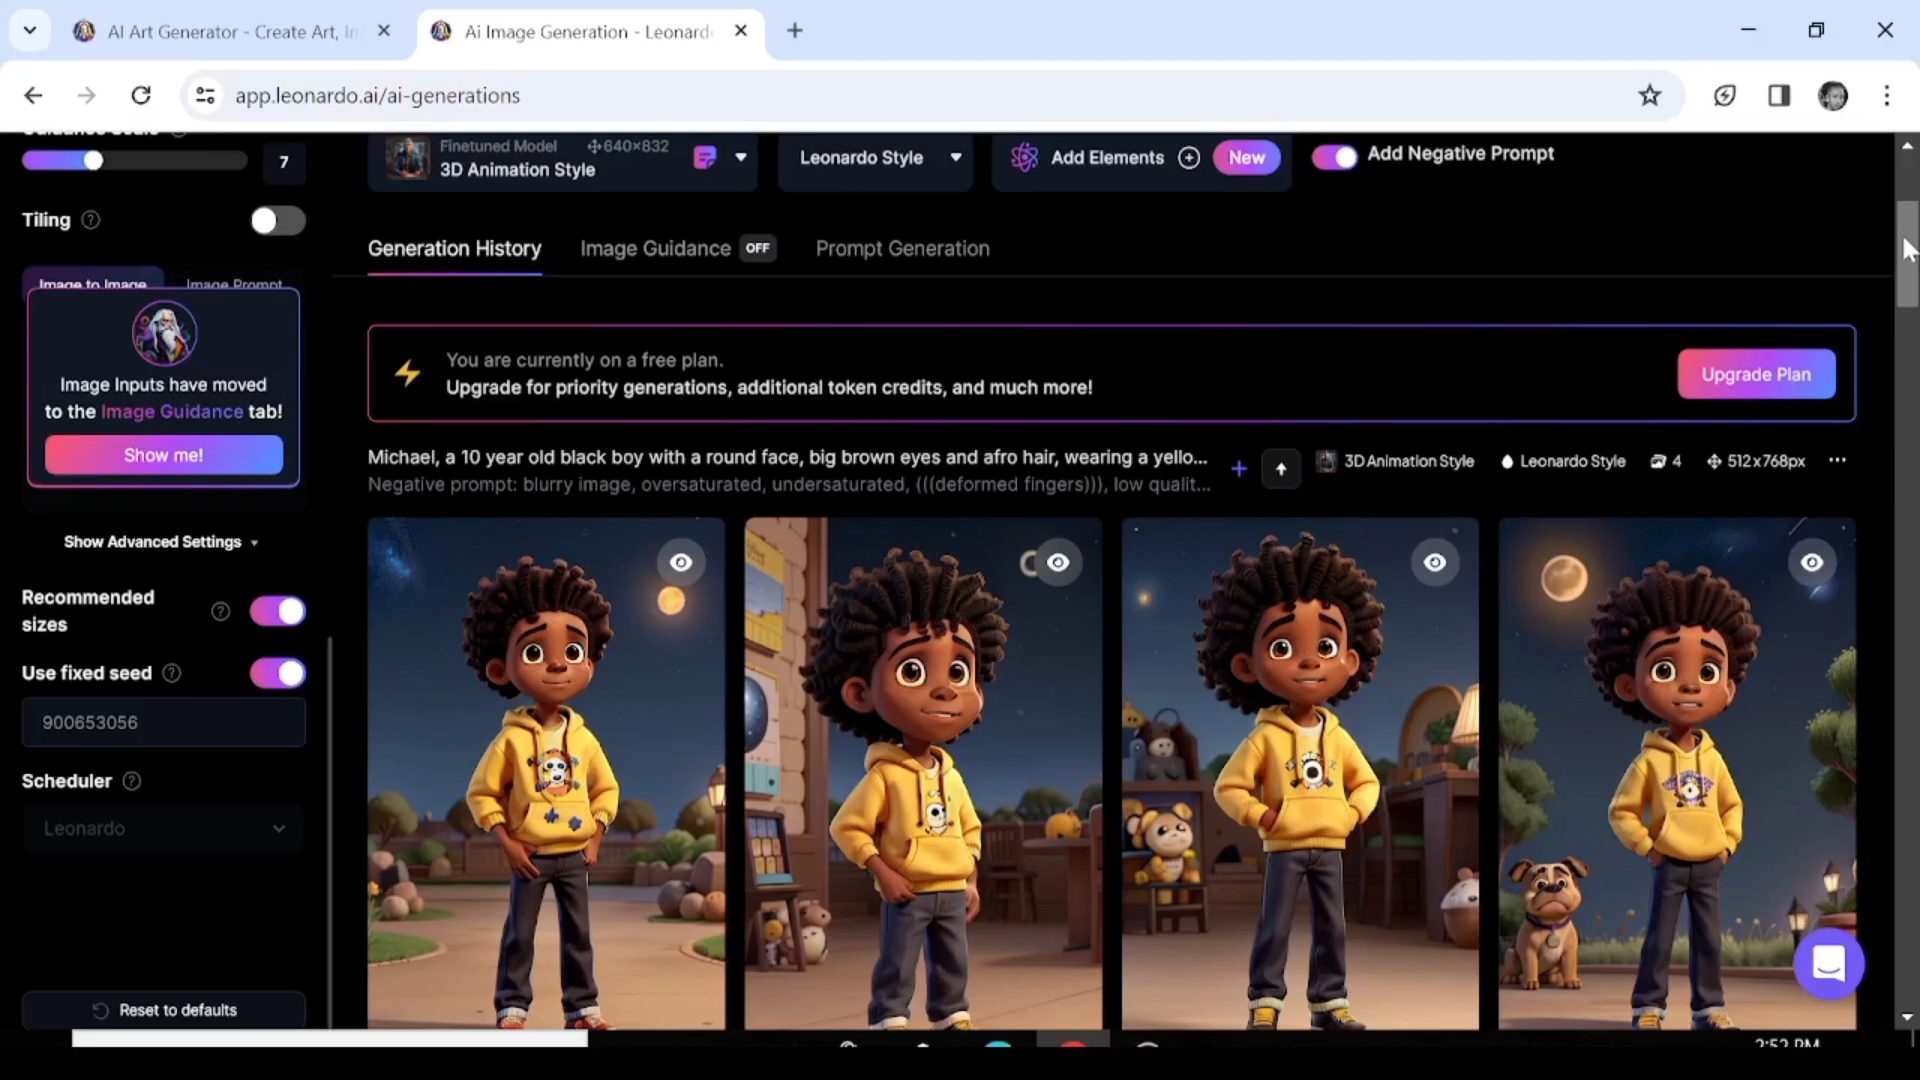 AI Art Generator - Create Art, In
Ai Image Generation - Leonard
app.leonardo.ai/ai-generations
Guidance Scale
7
Tiling
Image to Image
Image Prompt
Image Inputs have moved
to the Image Guidance tab!
Show me!
Show Advanced Settings
Recommended
sizes
Use fixed seed
900653056
Scheduler
Leonardo
Reset to defaults
Finetuned Model
640×832
3D Animation Style
Leonardo Style
Add Elements
New
Add Negative Prompt
Generation History
Image Guidance
OFF
Prompt Generation
You are currently on a free plan.
Upgrade for priority generations, additional token credits, and much more!
Upgrade Plan
Michael, a 10 year old black boy with a round face, big brown eyes and afro hair, wearing a yello...
Negative prompt: blurry image, oversaturated, undersaturated, (((deformed fingers))), low qualit...
3D Animation Style
Leonardo Style
4
512x768px
2:52 PM